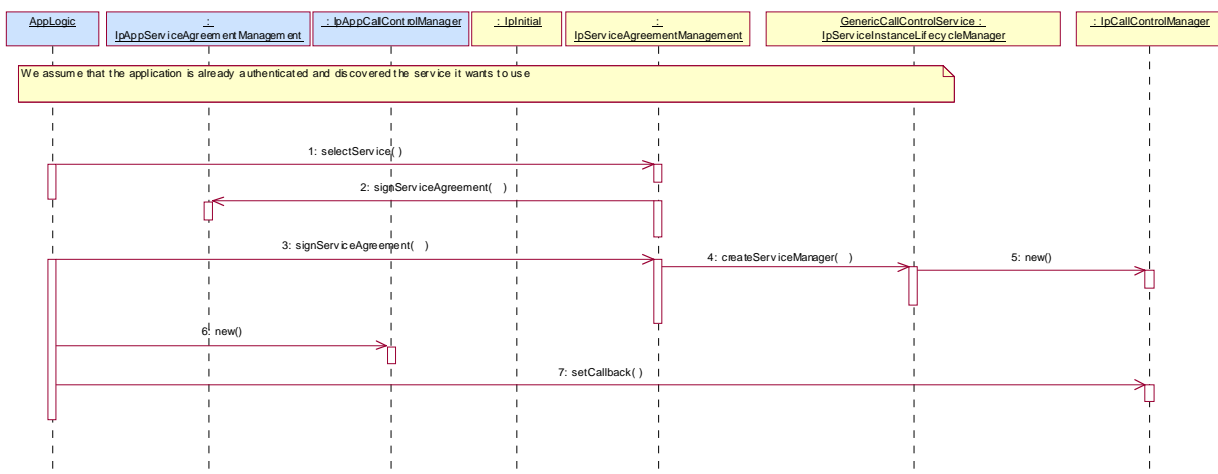 AppLogic
:
IpAppServiceAgreementManagement
: IpAppCallControlManager
: IpInitial
:
IpServiceAgreementManagement
GenericCallControlService :
IpServiceInstanceLifecycleManager
: IpCallControlManager
We assume that the application is already authenticated and discovered the service it wants to use
1: selectService( )
2: signServiceAgreement( )
3: signServiceAgreement( )
4: createServiceManager( )
5: new()
6: new()
7: setCallback( )